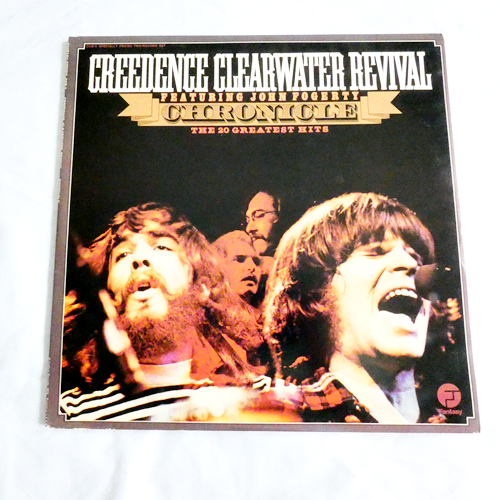 CREEDENCE CLEARWATER REVIVAL
FEATURING JOHN FOGERTY
CHRONICLE
THE 20 GREATEST HITS
Fantasy